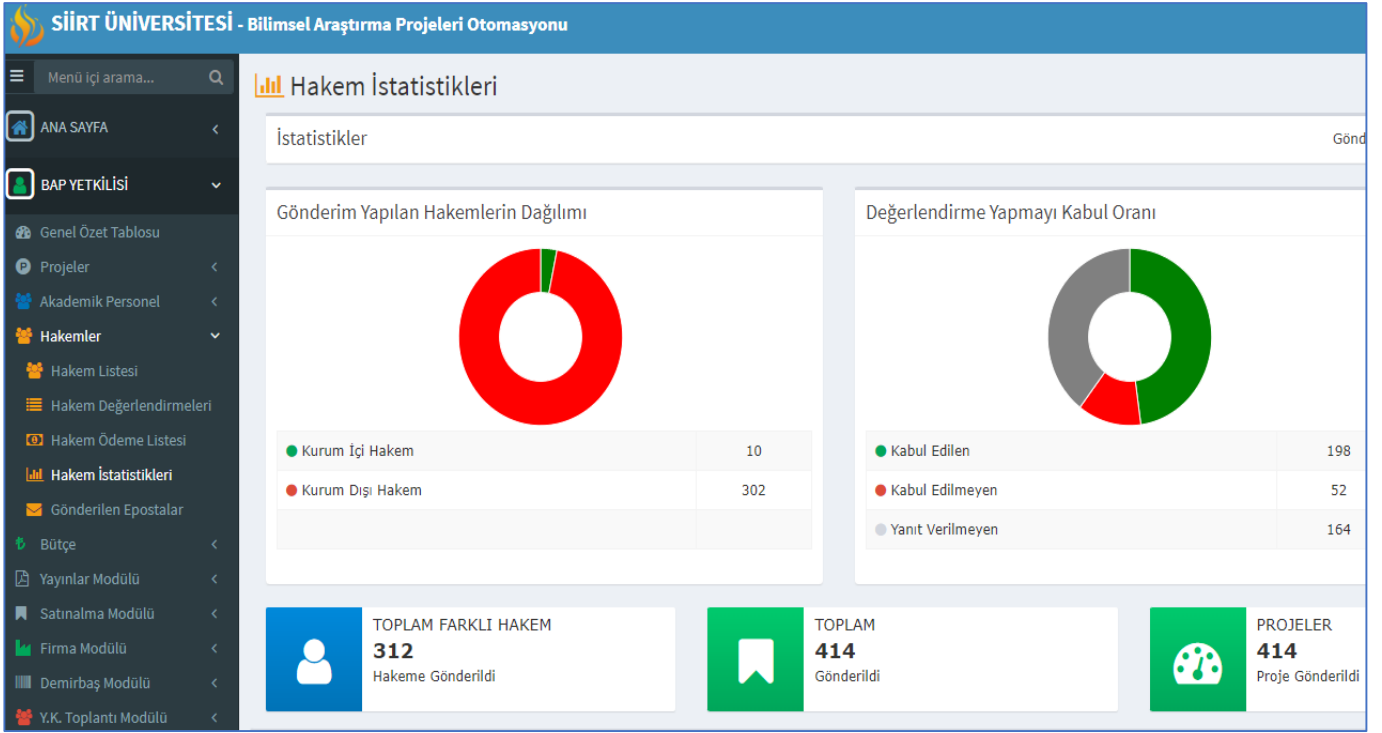 SİİRT ÜNİVERSİTESİ - Bilimsel Araştırma Projeleri Otomasyonu
Menü içi arama...
ANA SAYFA
BAP YETKİLİSİ
Genel Özet Tablosu
Projeler
Akademik Personel
Hakemler
Hakem Listesi
Hakem Değerlendirmeleri
Hakem Ödeme Listesi
Hakem İstatistikleri
Gönderilen Epostalar
Bütçe
Yayınlar Modülü
Satınalma Modülü
Firma Modülü
Demirbaş Modülü
Y.K. Toplantı Modülü
Hakem İstatistikleri
İstatistikler Gönd
Gönderim Yapılan Hakemlerin Dağılımı
Kurum İçi Hakem 10
Kurum Dışı Hakem 302
Değerlendirme Yapmayı Kabul Oranı
Kabul Edilen 198
Kabul Edilmeyen 52
Yanıt Verilmeyen 164
TOPLAM FARKLI HAKEM
312
Hakeme Gönderildi
TOPLAM
414
Gönderildi
PROJELER
414
Proje Gönderildi